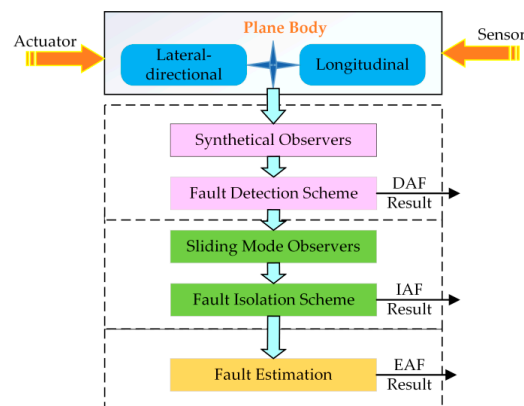 Plane Body
Actuator
Sensor
Lateral-
directional
Longitudinal
Synthetical Observers
Fault Detection Scheme
DAF
Result
Sliding Mode Observers
Fault Isolation Scheme
IAF
Result
Fault Estimation
EAF
Result